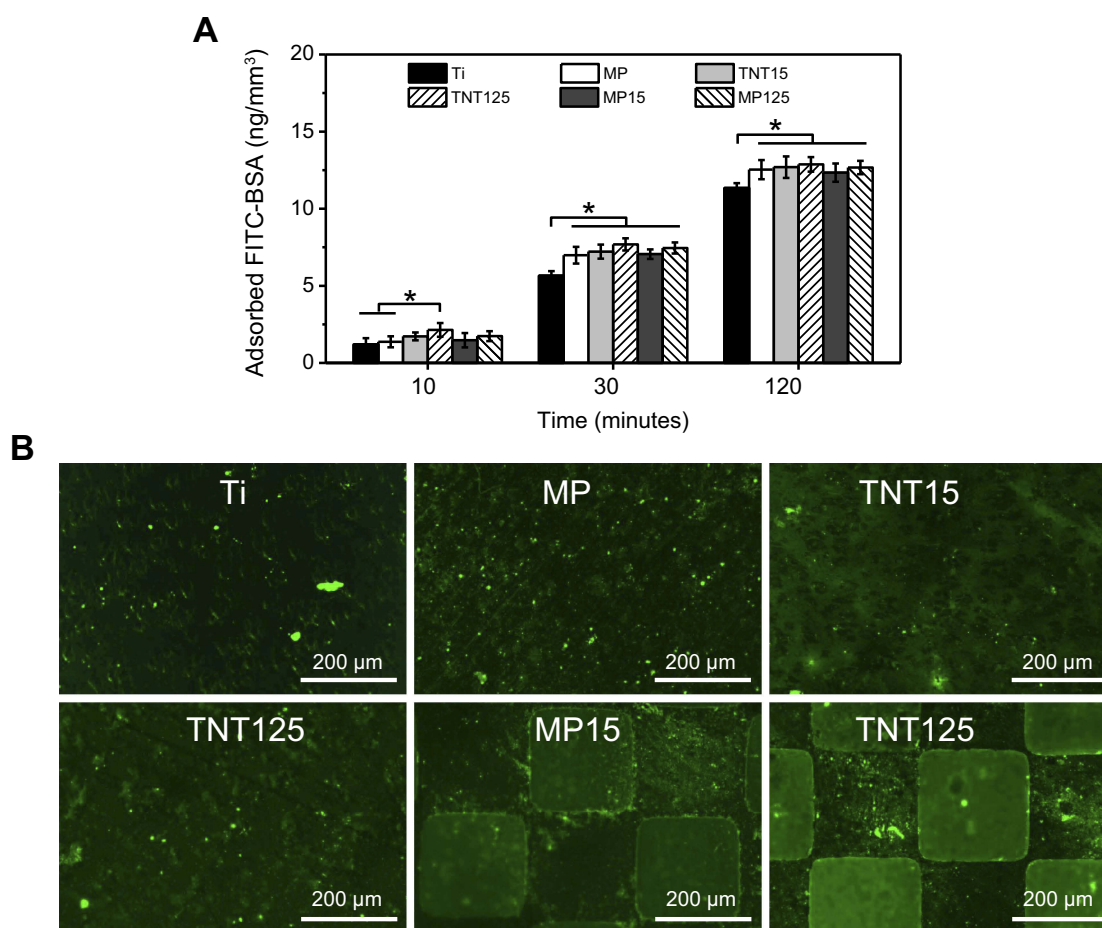 A
20
15
10
5
0
Adsorbed FITC-BSA (ng/mm³)
Ti MP TNT15
TNT125 MP15 MP125
*
*
*
10 30 120
Time (minutes)
B
Ti MP TNT15
200 µm 200 µm 200 µm
TNT125 MP15 TNT125
200 µm 200 µm 200 µm